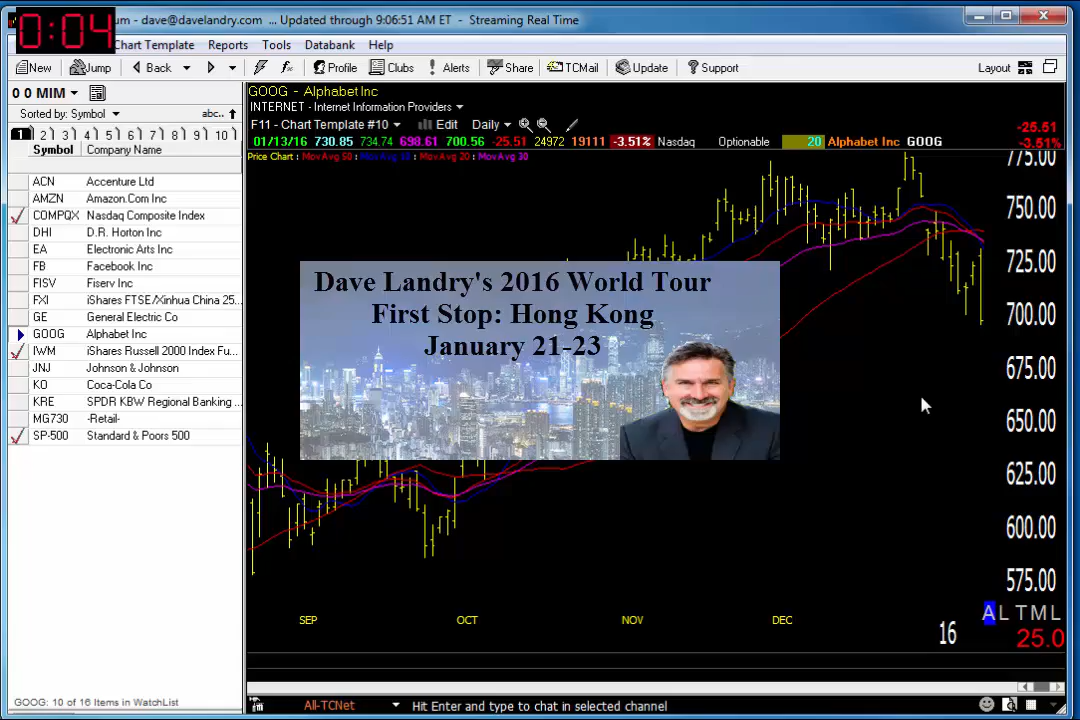 0:04
um - dave@davelandry.com ... Updated through 9:06:51 AM ET - Streaming Real Time
Chart Template Reports Tools Databank Help
New Jump Back Profile Clubs Alerts Share TCMail Update Support Layout
0 0 MIM
Sorted by: Symbol abc..
1 2 3 4 5 6 7 8 9 10
Symbol Company Name
ACN Accenture Ltd
AMZN Amazon.Com Inc
COMPQX Nasdaq Composite Index
DHI D.R. Horton Inc
EA Electronic Arts Inc
FB Facebook Inc
FISV Fiserv Inc
FXI iShares FTSE/Xinhua China 25...
GE General Electric Co
GOOG Alphabet Inc
IWM iShares Russell 2000 Index Fu...
JNJ Johnson & Johnson
KO Coca-Cola Co
KRE SPDR KBW Regional Banking ...
MG730 -Retail-
SP-500 Standard & Poors 500
GOOG: 10 of 16 Items in WatchList
GOOG - Alphabet Inc
INTERNET - Internet Information Providers
F11 - Chart Template #10 Edit Daily
01/13/16 730.85 734.74 698.61 700.56 -25.51 24972 19111 -3.51% Nasdaq Optionable 20 Alphabet Inc GOOG
-25.51
-3.51%
Price Chart : MovAvg 50 : MovAvg 10 : MovAvg 20 : MovAvg 30
775.00
750.00
725.00
700.00
675.00
650.00
625.00
600.00
575.00
Dave Landry's 2016 World Tour
First Stop: Hong Kong
January 21-23
SEP OCT NOV DEC 16
A L T M L
25.0
All-TCNet Hit Enter and type to chat in selected channel